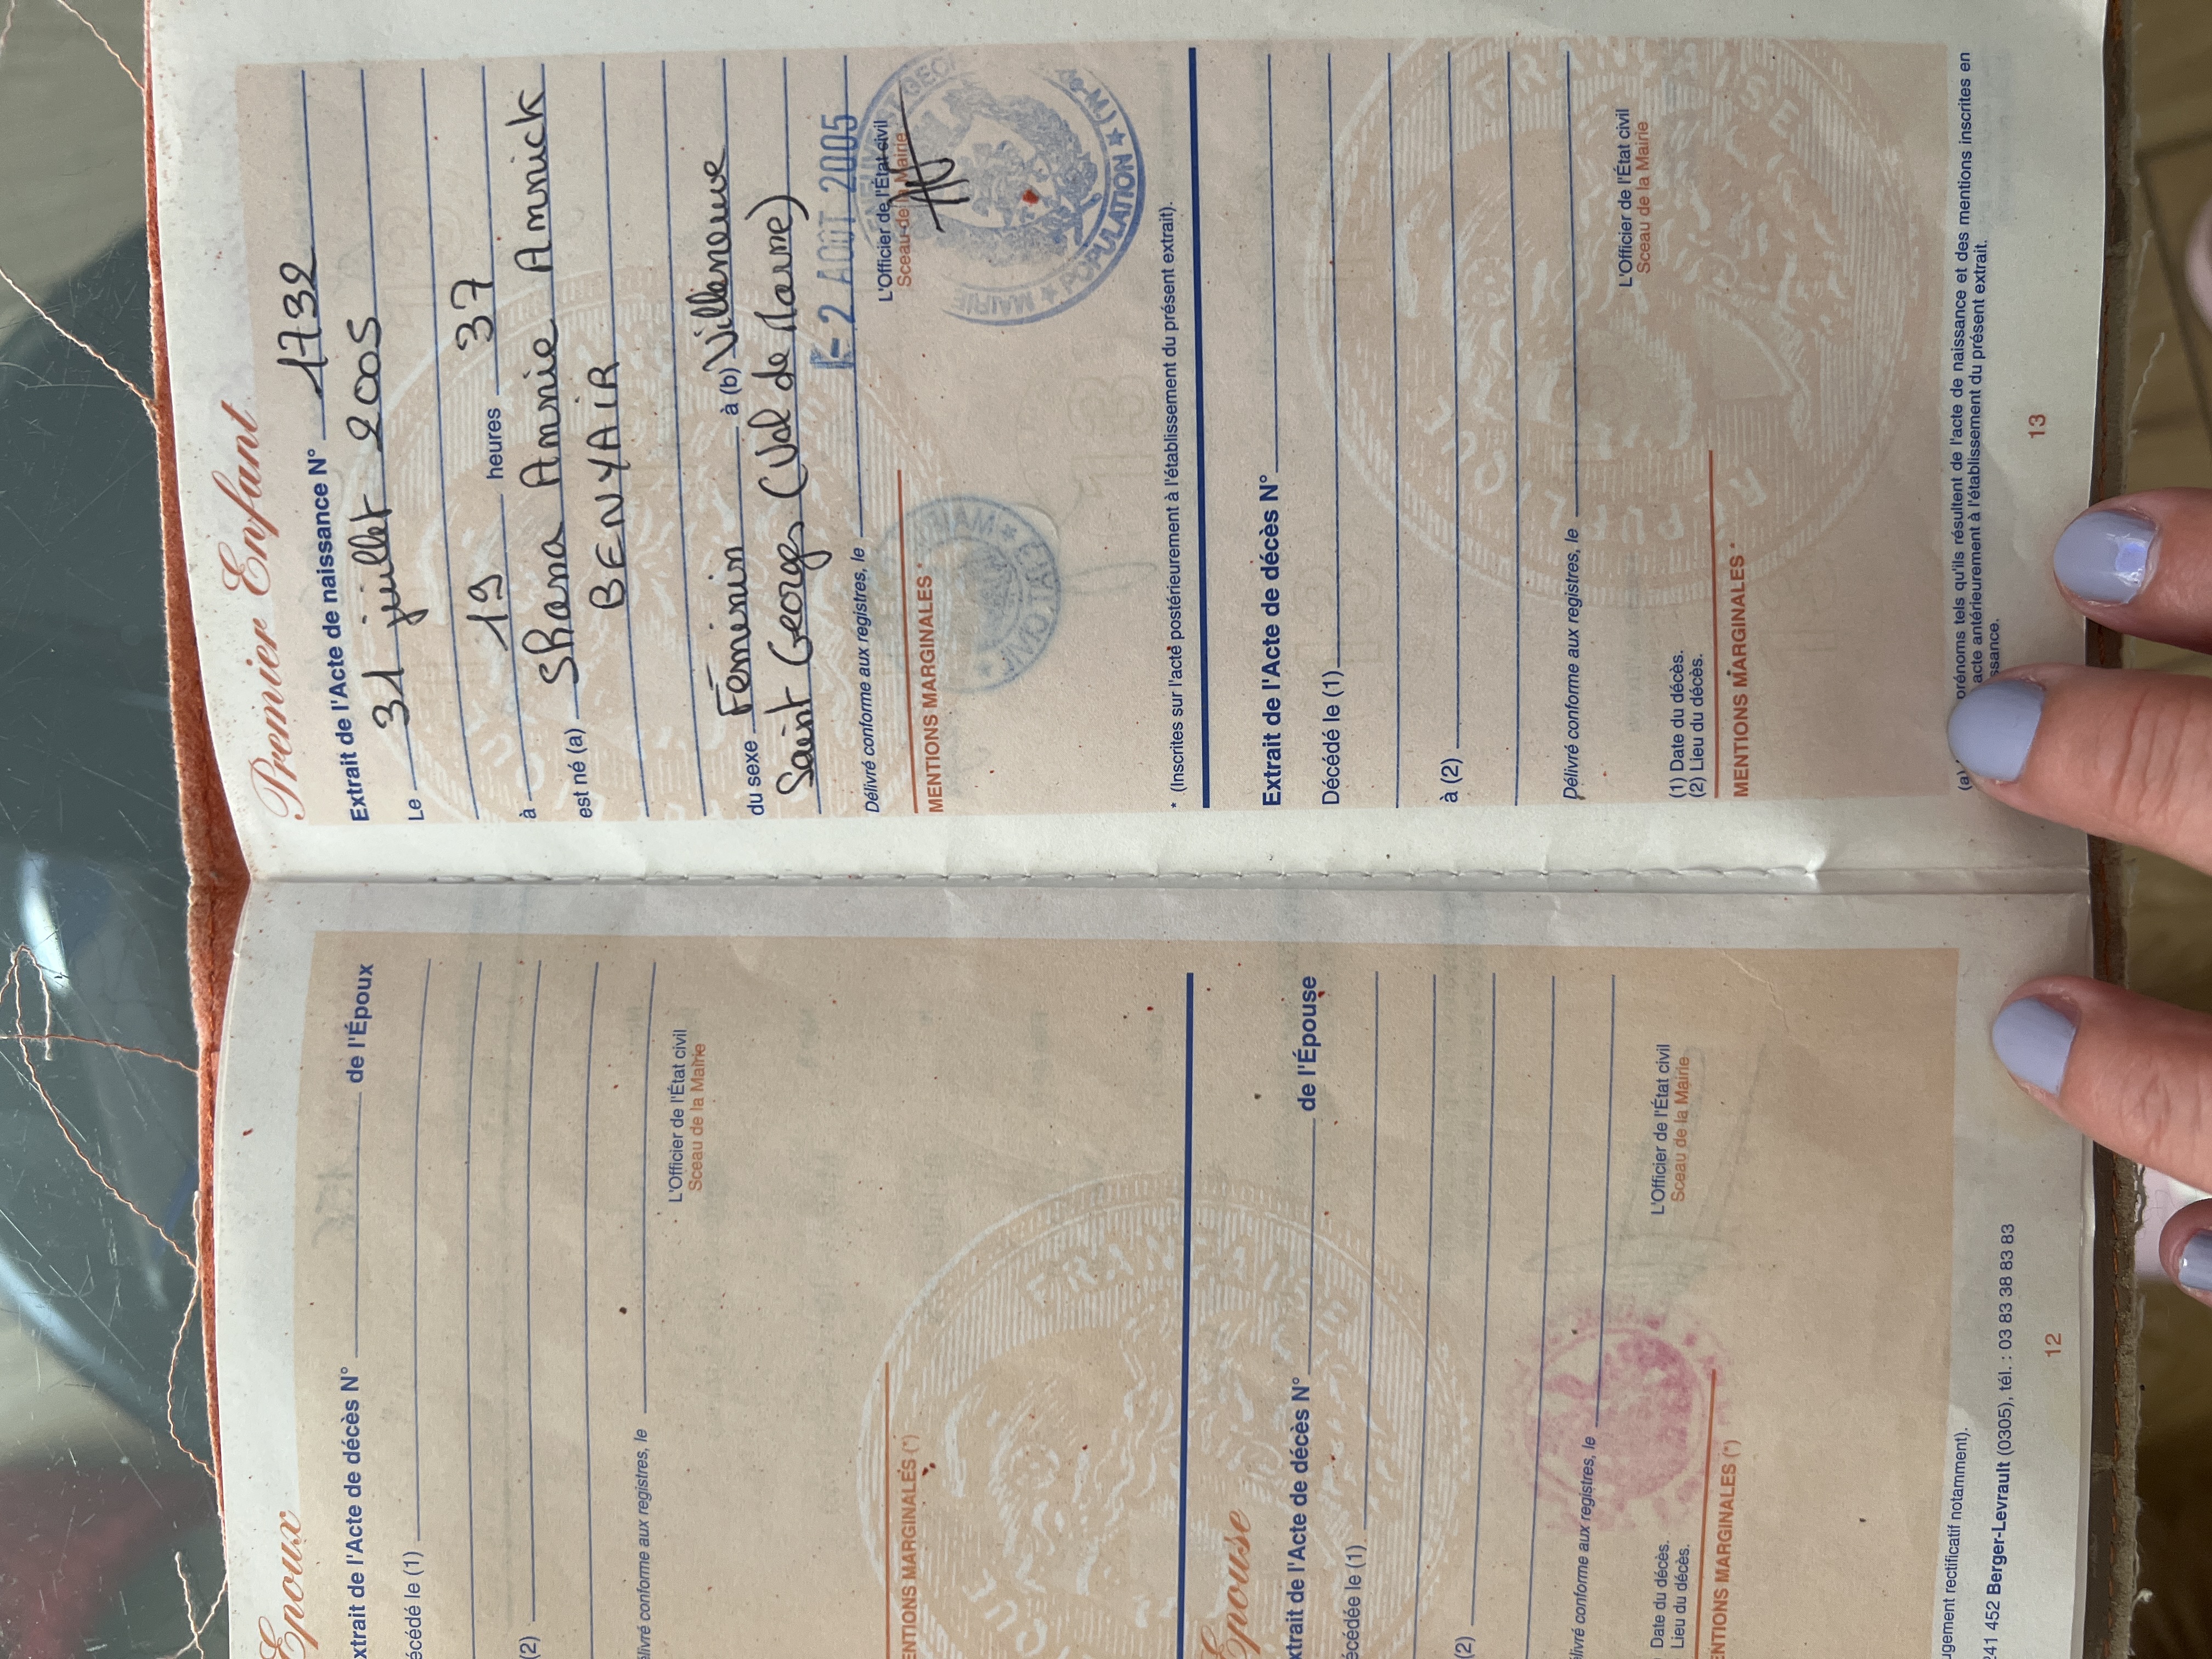 Époux
xtrait de l'Acte de décès N° de l'Époux
écédé le (1)
(2)
livré conforme aux registres, le
L'Officier de l'État civil
Sceau de la Mairie
ENTIONS MARGINALES (*)
FRANÇAISE
Épouse
xtrait de l'Acte de décès N° de l'Épouse
écédée le (1)
(2)
élivré conforme aux registres, le
L'Officier de l'État civil
Sceau de la Mairie
Date du décès.
Lieu du décès.
NTIONS MARGINALES (*)
ugement rectificatif notamment).
241 452 Berger-Levrault (0305), tél. : 03 83 38 83 83
12
Premier Enfant
Extrait de l'Acte de naissance N° 1732
Le 31 juillet 2005
à 19 heures 37
est né (a) Shana Annie Annick
BENYAIR
du sexe Féminin à (b) Villeneuve
Saint Georges (Val de Marne)
Délivré conforme aux registres, le - 2 AOUT 2005
L'Officier de l'État civil
Sceau de la Mairie
MAIRIE
★ POPULATION ★
MENTIONS MARGINALES *
* (Inscrites sur l'acte postérieurement à l'établissement du présent extrait).
Extrait de l'Acte de décès N°
Décédé le (1)
à (2)
Délivré conforme aux registres, le
L'Officier de l'État civil
Sceau de la Mairie
RÉPUBLIQUE FRANÇAISE
(1) Date du décès.
(2) Lieu du décès.
MENTIONS MARGINALES *
(a) prénoms tels qu'ils résultent de l'acte de naissance et des mentions inscrites en
acte antérieurement à l'établissement du présent extrait.
ssance.
13